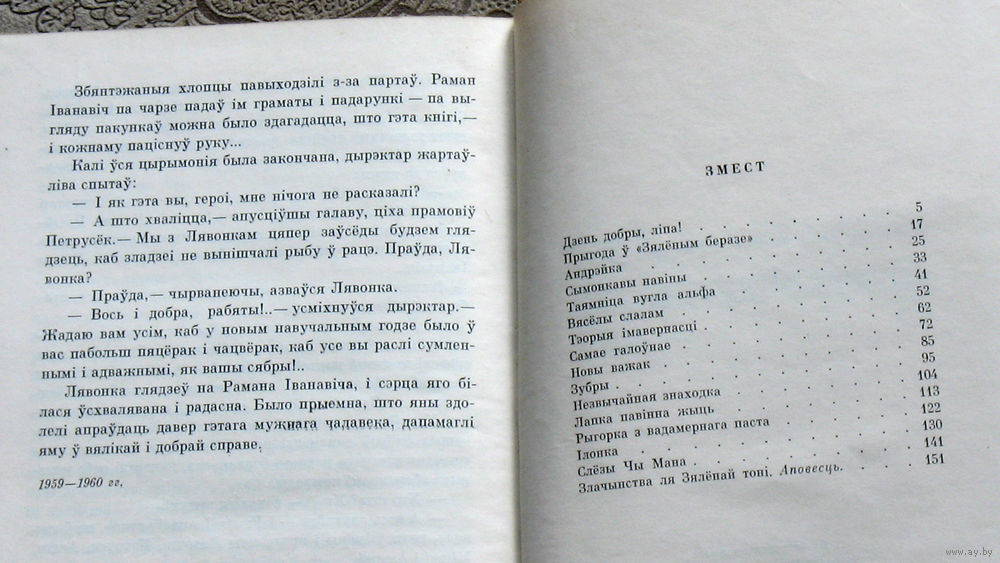 Збянтэжаныя хлопцы павыходзілі з-за партаў. Раман
Іванавіч па чарзе падаў ім граматы і падарункі — па вы-
гляду пакункаў можна было здагадацца, што гэта кнігі,—
і кожнаму паціснуў руку...
Калі ўся цырымонія была закончана, дырэктар жартаў-
ліва спытаў:
— І як гэта вы, героі, мне нічога не расказалі?
— А што хваліцца,— апусціўшы галаву, ціха прамовіў
Петрусёк.— Мы з Лявонкам цяпер заўсёды будзем гля-
дзець, каб зладзеі не вынішчалі рыбу ў рацэ. Праўда, Ля-
вонка?
— Праўда,— чырванеючы, азваўся Лявонка.
— Вось і добра, рабяты!..— усміхнуўся дырэктар.—
Жадаю вам усім, каб у новым навучальным годзе было ў
вас пабольш пяцёрак і чацвёрак, каб усе вы раслі сумлен-
нымі і адважнымі, як вашы сябры!..
Лявонка глядзеў на Рамана Іванавіча, і сэрца яго бі-
лася ўсхвалявана і радасна. Было прыемна, што яны здо-
лелі апраўдаць давер гэтага мужнага чалавека, дапамаглі
яму ў вялікай і добрай справе.
1959—1960 гг.
ЗМЕСТ
Дзень добры, ліпа! . . . . . . 5
Прыгода ў «Зялёным беразе» . . . . 17
Андрэйка . . . . . . . . 25
Сымонкавы навіны . . . . . . 33
Таямніца вугла альфа . . . . . 41
Вясёлы слалам . . . . . . . 52
Тэорыя імавернасці . . . . . . 62
Самае галоўнае . . . . . . . 72
Новы важак . . . . . . . 85
Зубры . . . . . . . . . 95
Незвычайная знаходка . . . . . 104
Лапка павінна жыць . . . . . . 113
Рыгорка з вадамернага паста . . . . 122
Ілонка . . . . . . . . . 130
Слёзы Чы Мана . . . . . . . 141
Злачынства ля Зялёнай тоні. Аповесць. . . 151
www.ay.by